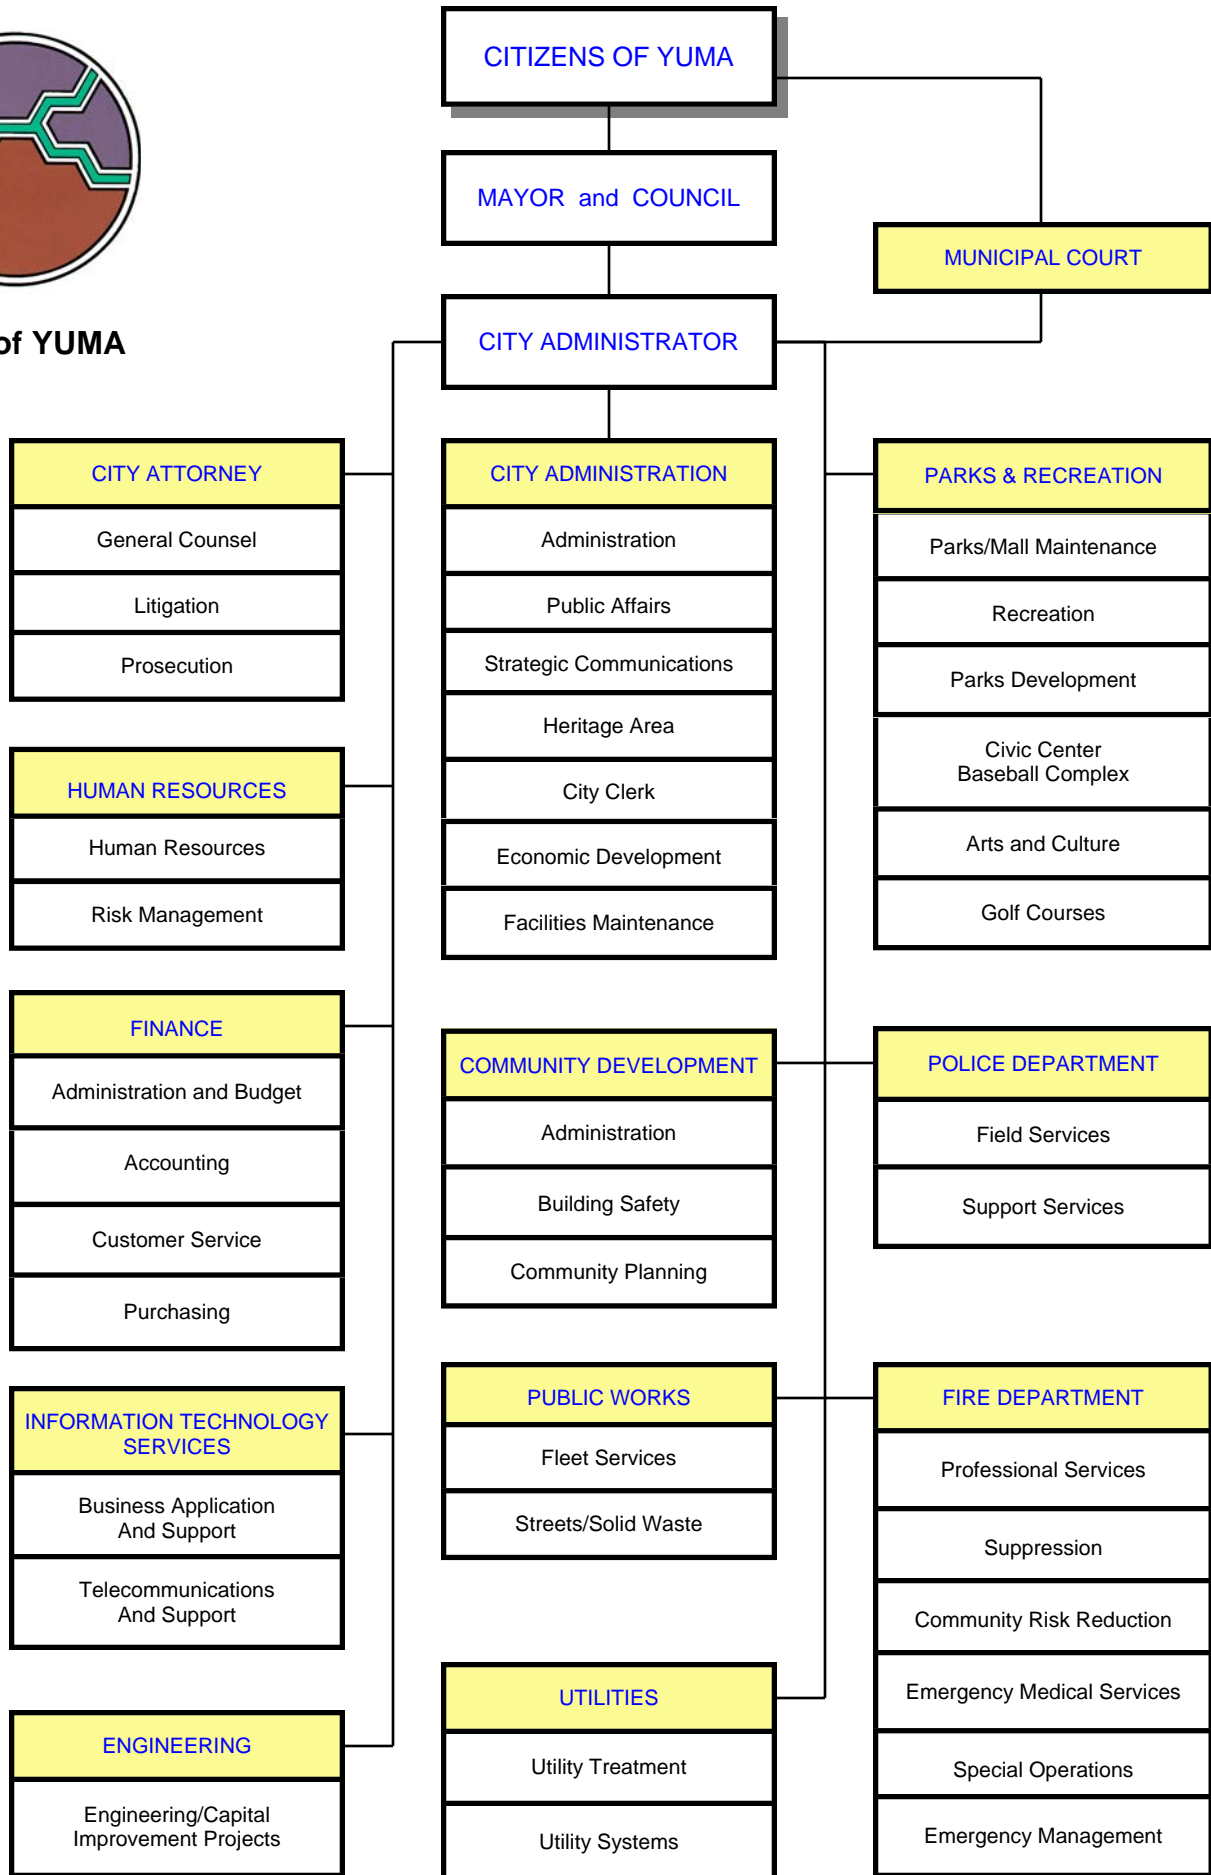 CITIZENS OF YUMA
MAYOR and COUNCIL
MUNICIPAL COURT
of YUMA
CITY ADMINISTRATOR
CITY ATTORNEY
General Counsel
Litigation
Prosecution
HUMAN RESOURCES
Human Resources
Risk Management
FINANCE
Administration and Budget
Accounting
Customer Service
Purchasing
INFORMATION TECHNOLOGY
SERVICES
Business Application
And Support
Telecommunications
And Support
ENGINEERING
Engineering/Capital
Improvement Projects
CITY ADMINISTRATION
Administration
Public Affairs
Strategic Communications
Heritage Area
City Clerk
Economic Development
Facilities Maintenance
COMMUNITY DEVELOPMENT
Administration
Building Safety
Community Planning
PUBLIC WORKS
Fleet Services
Streets/Solid Waste
UTILITIES
Utility Treatment
Utility Systems
PARKS & RECREATION
Parks/Mall Maintenance
Recreation
Parks Development
Civic Center
Baseball Complex
Arts and Culture
Golf Courses
POLICE DEPARTMENT
Field Services
Support Services
FIRE DEPARTMENT
Professional Services
Suppression
Community Risk Reduction
Emergency Medical Services
Special Operations
Emergency Management